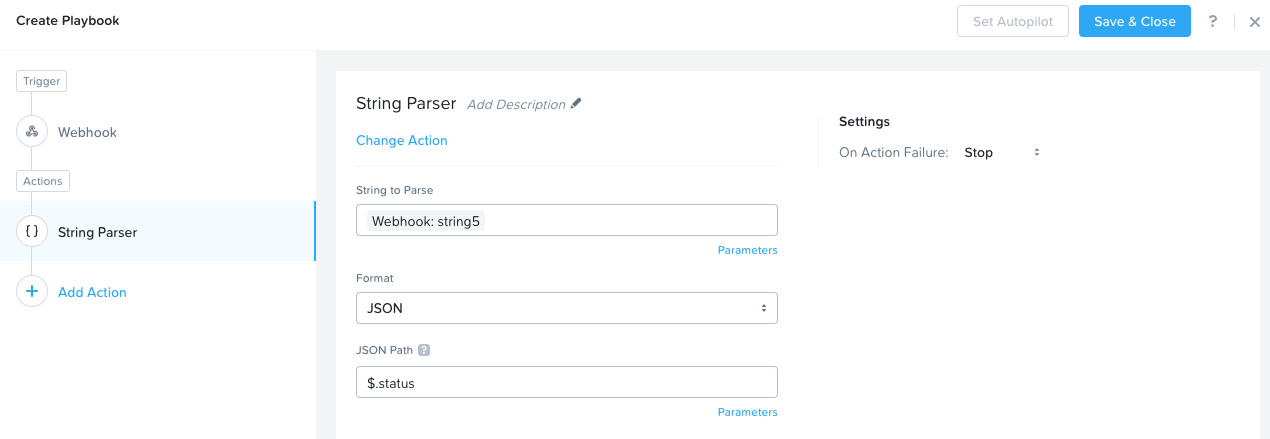 Create Playbook
Set Autopilot
Save & Close
?
Trigger
Webhook
Actions
{ } String Parser
Add Action
String Parser Add Description
Change Action
String to Parse
Webhook: string5
Parameters
Format
JSON
JSON Path ?
$.status
Parameters
Settings
On Action Failure: Stop